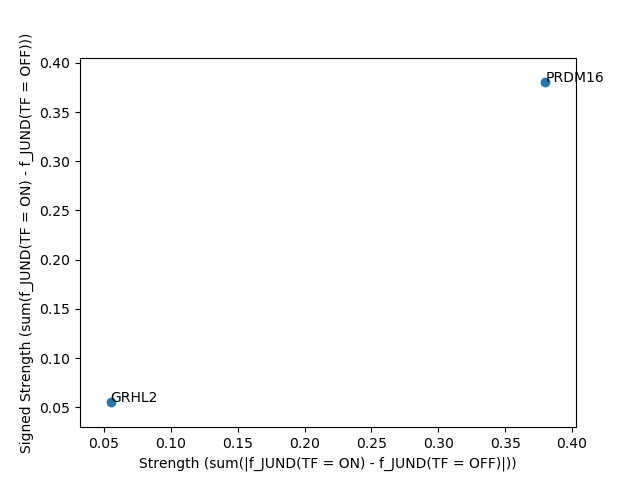 Signed Strength (sum(f_JUND(TF = ON) - f_JUND(TF = OFF)))
0.40
0.35
0.30
0.25
0.20
0.15
0.10
0.05
PRDM16
GRHL2
0.05 0.10 0.15 0.20 0.25 0.30 0.35 0.40
Strength (sum(|f_JUND(TF = ON) - f_JUND(TF = OFF)|))